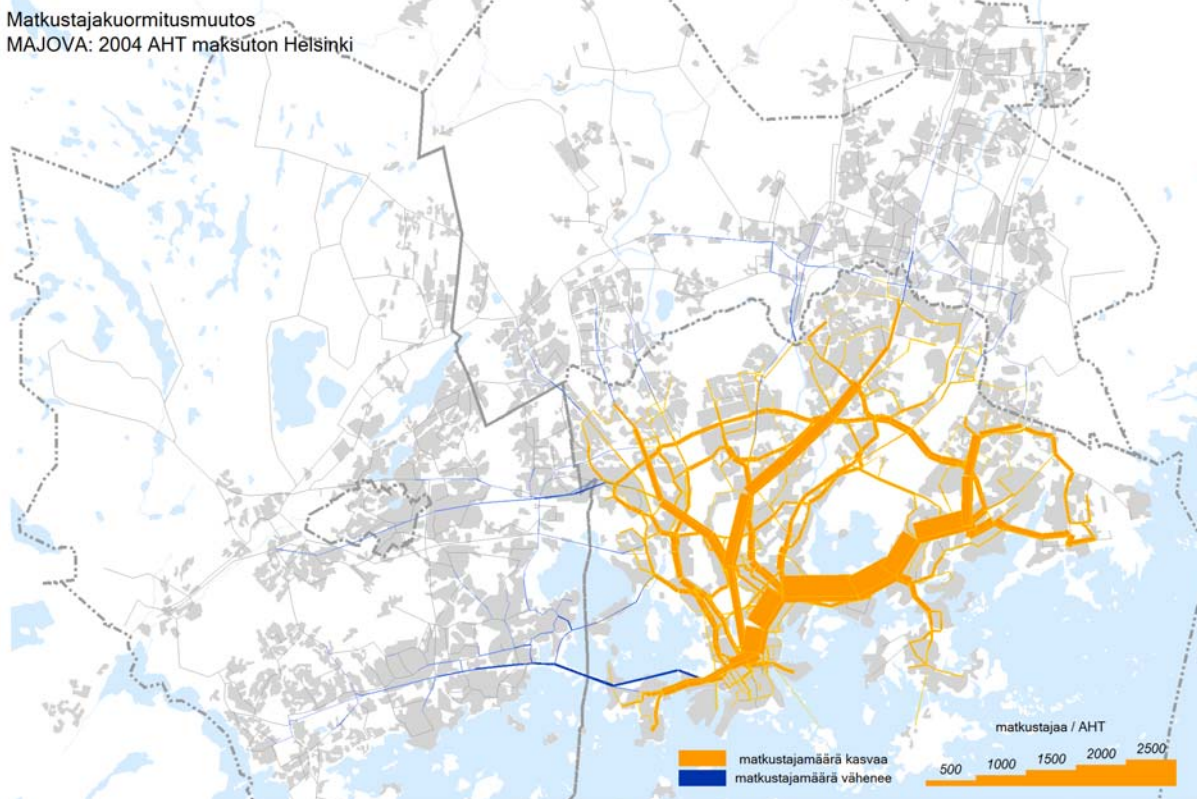 Matkustajakuormitusmuutos
MAJOVA: 2004 AHT maksuton Helsinki
matkustajaa / AHT
500 1000 1500 2000 2500
matkustajamäärä kasvaa
matkustajamäärä vähenee